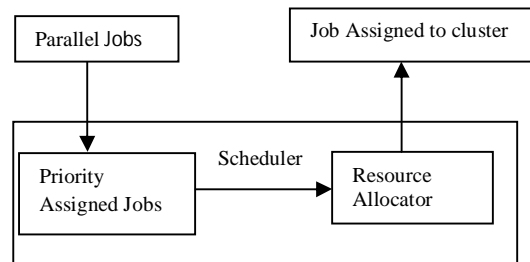 Parallel Jobs
Job Assigned to cluster
Scheduler
Priority
Assigned Jobs
Resource
Allocator